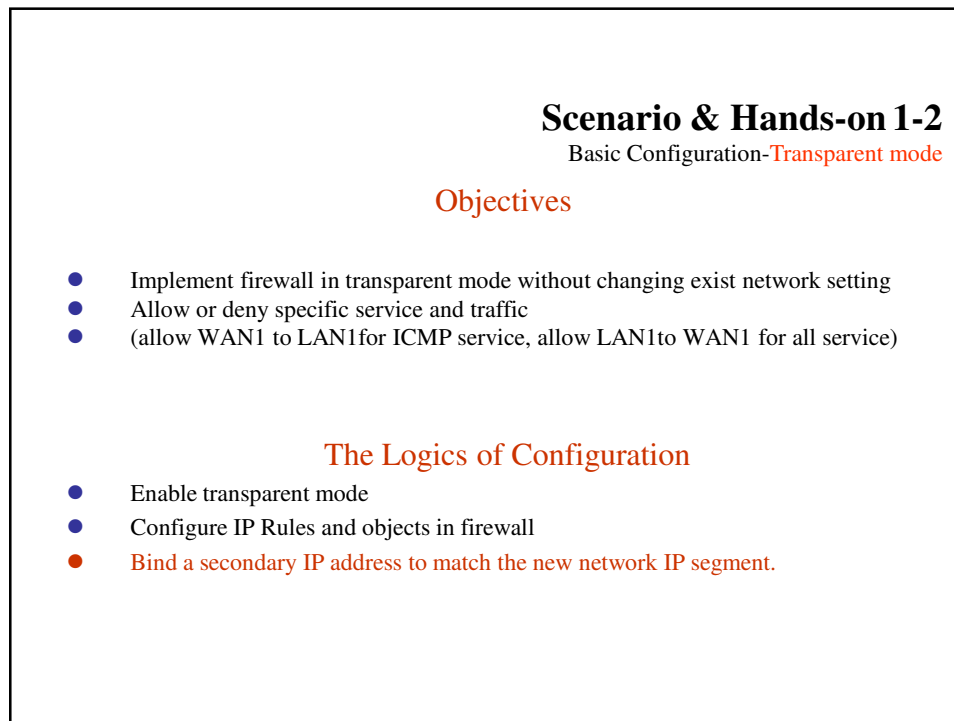 Scenario & Hands-on 1-2
Basic Configuration-Transparent mode
Objectives
● Implement firewall in transparent mode without changing exist network setting
● Allow or deny specific service and traffic
● (allow WAN1 to LAN1for ICMP service, allow LAN1to WAN1 for all service)
The Logics of Configuration
● Enable transparent mode
● Configure IP Rules and objects in firewall
● Bind a secondary IP address to match the new network IP segment.